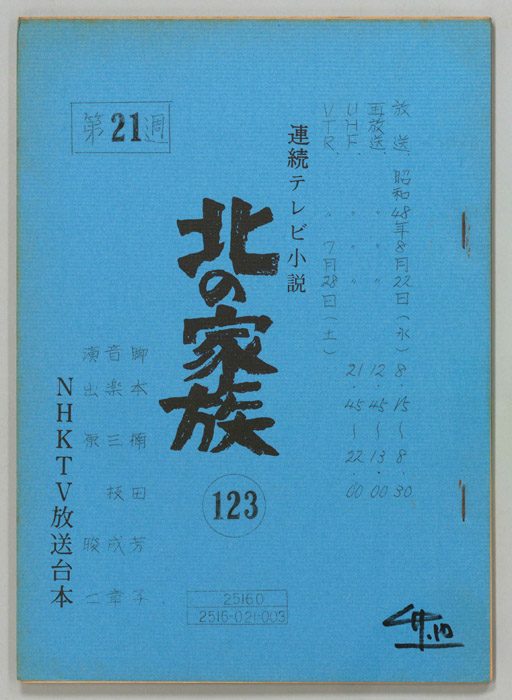 放送 昭和48年8月22日(水)8・15〜8・30
再放送 〃 〃 〃 12・45〜13・00
UHF 〃 〃 〃 21・45〜22・00
VTR 〃 7月28日(土)
連続テレビ小説
北の家族
123
第21週
脚本 楠田芳子
音楽 三枝成章
演出 原 駿二
NHKTV放送台本
25160
2516-021-003